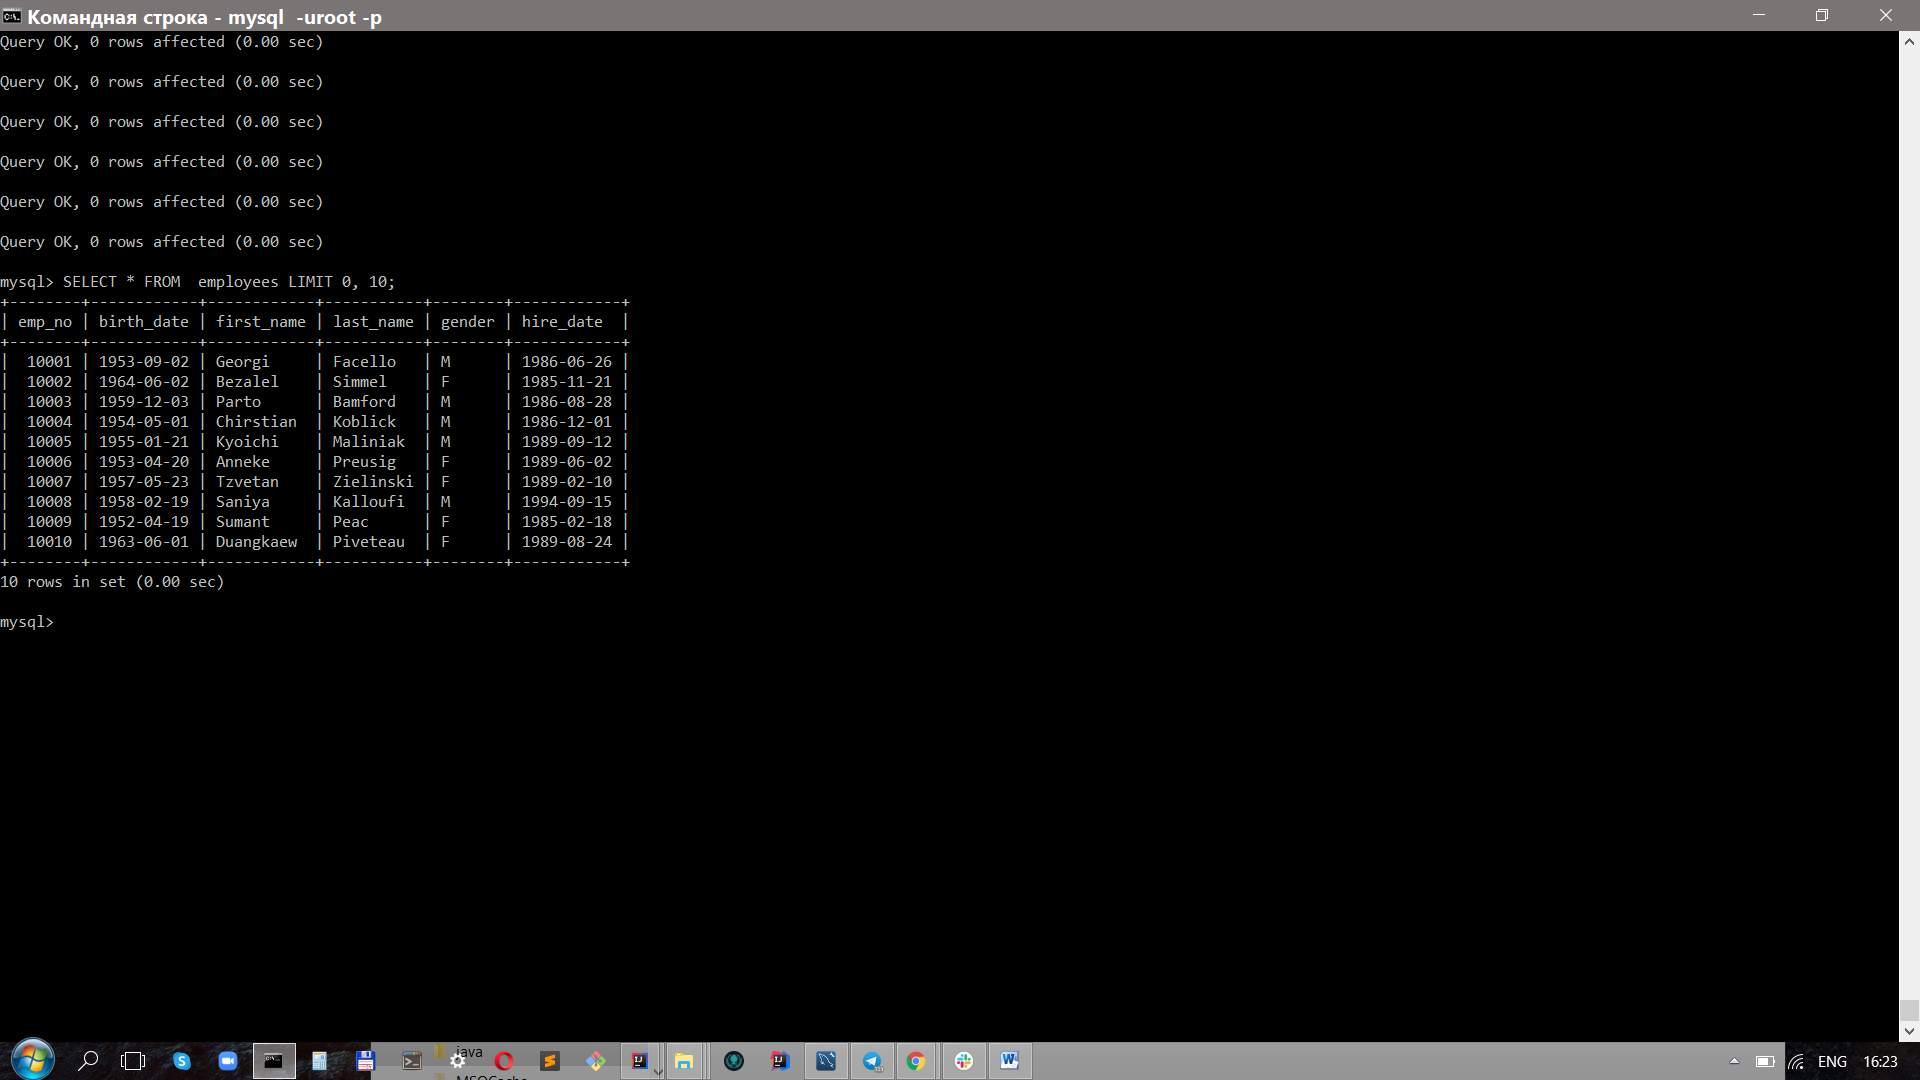 Командная строка - mysql  -uroot -p
Query OK, 0 rows affected (0.00 sec)
Query OK, 0 rows affected (0.00 sec)
Query OK, 0 rows affected (0.00 sec)
Query OK, 0 rows affected (0.00 sec)
Query OK, 0 rows affected (0.00 sec)
Query OK, 0 rows affected (0.00 sec)
mysql> SELECT * FROM  employees LIMIT 0, 10;
+--------+------------+------------+-----------+--------+------------+
| emp_no | birth_date | first_name | last_name | gender | hire_date  |
+--------+------------+------------+-----------+--------+------------+
|  10001 | 1953-09-02 | Georgi     | Facello   | M      | 1986-06-26 |
|  10002 | 1964-06-02 | Bezalel    | Simmel    | F      | 1985-11-21 |
|  10003 | 1959-12-03 | Parto      | Bamford   | M      | 1986-08-28 |
|  10004 | 1954-05-01 | Chirstian  | Koblick   | M      | 1986-12-01 |
|  10005 | 1955-01-21 | Kyoichi    | Maliniak  | M      | 1989-09-12 |
|  10006 | 1953-04-20 | Anneke     | Preusig   | F      | 1989-06-02 |
|  10007 | 1957-05-23 | Tzvetan    | Zielinski | F      | 1989-02-10 |
|  10008 | 1958-02-19 | Saniya     | Kalloufi  | M      | 1994-09-15 |
|  10009 | 1952-04-19 | Sumant     | Peac      | F      | 1985-02-18 |
|  10010 | 1963-06-01 | Duangkaew  | Piveteau  | F      | 1989-08-24 |
+--------+------------+------------+-----------+--------+------------+
10 rows in set (0.00 sec)
mysql>
java
ENG 16:23